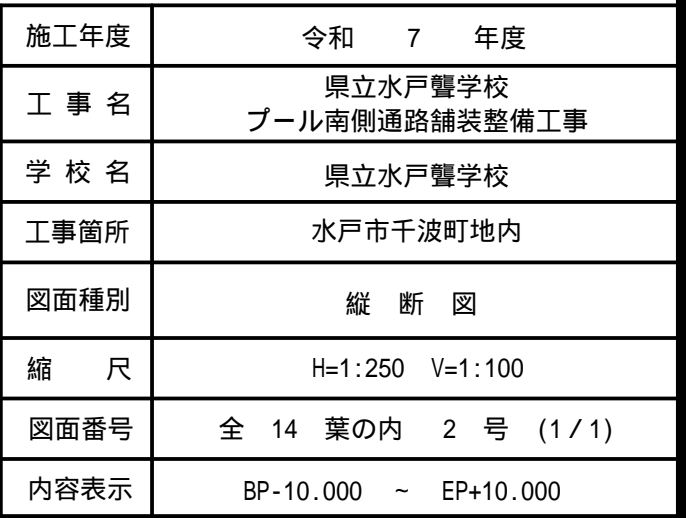 施工年度 令和 7 年度
工事名 県立水戸聾学校
プール南側通路舗装整備工事
学校名 県立水戸聾学校
工事箇所 水戸市千波町地内
図面種別 縦断図
縮尺 H=1:250 V=1:100
図面番号 全 14 葉の内 2 号 (1/1)
内容表示 BP-10.000 ~ EP+10.000